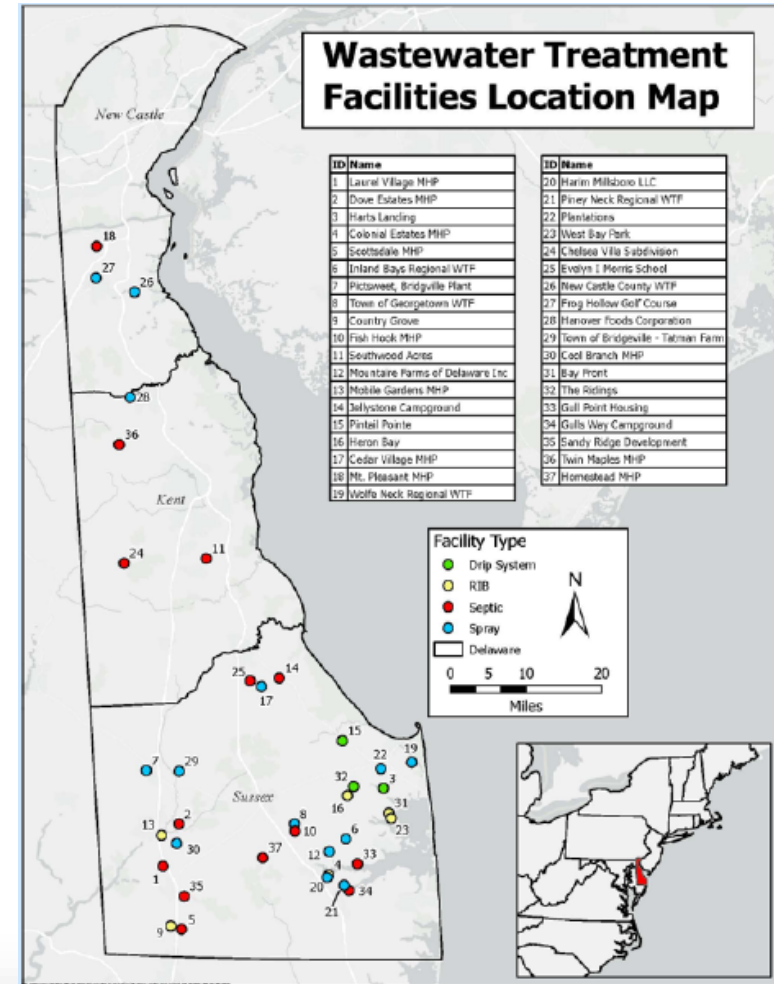 Wastewater Treatment
Facilities Location Map
ID Name
1 Laurel Village MHP
2 Dove Estates MHP
3 Harts Landing
4 Colonial Estates MHP
5 Scottsdale MHP
6 Inland Bays Regional WTF
7 Pictsweet, Bridgville Plant
8 Town of Georgetown WTF
9 Country Grove
10 Fish Hook MHP
11 Southwood Acres
12 Mountaire Farms of Delaware Inc
13 Mobile Gardens MHP
14 Jellystone Campground
15 Pintail Pointe
16 Heron Bay
17 Cedar Village MHP
18 Mt. Pleasant MHP
19 Wolfe Neck Regional WTF
ID Name
20 Harim Millsboro LLC
21 Piney Neck Regional WTF
22 Plantations
23 West Bay Park
24 Chelsea Villa Subdivision
25 Evelyn I Morris School
26 New Castle County WTF
27 Frog Hollow Golf Course
28 Hanover Foods Corporation
29 Town of Bridgeville - Tatman Farm
30 Cool Branch MHP
31 Bay Front
32 The Ridings
33 Gull Point Housing
34 Gulls Way Campground
35 Sandy Ridge Development
36 Twin Maples MHP
37 Homestead MHP
Facility Type
Drip System
RIB
Septic
Spray
Delaware
N
0 5 10 20
Miles
New Castle
18
27
26
28
36
Kent
24
11
25
14
17
15
19
22
7
29
32
3
16
31
23
Sussex
2
13
30
8
10
6
12
37
33
1
4
20
34
21
35
5
9